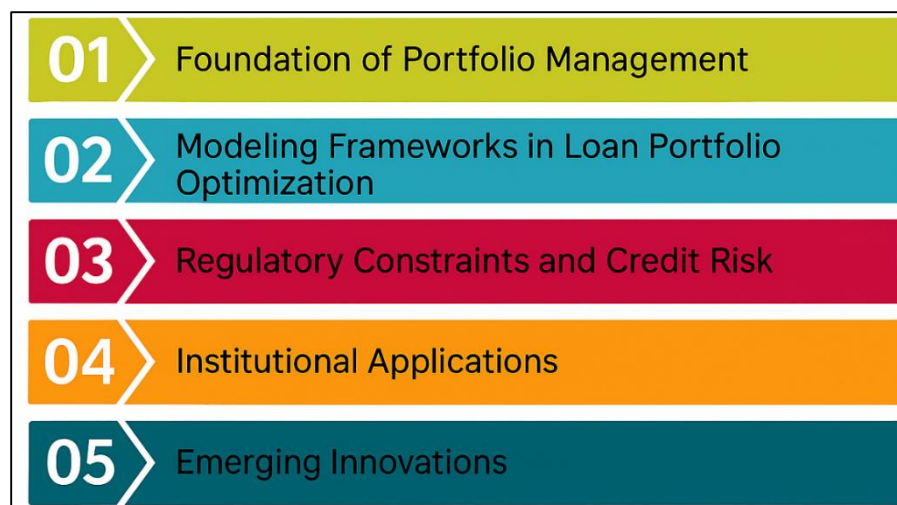 01 Foundation of Portfolio Management
02 Modeling Frameworks in Loan Portfolio
Optimization
03 Regulatory Constraints and Credit Risk
04 Institutional Applications
05 Emerging Innovations